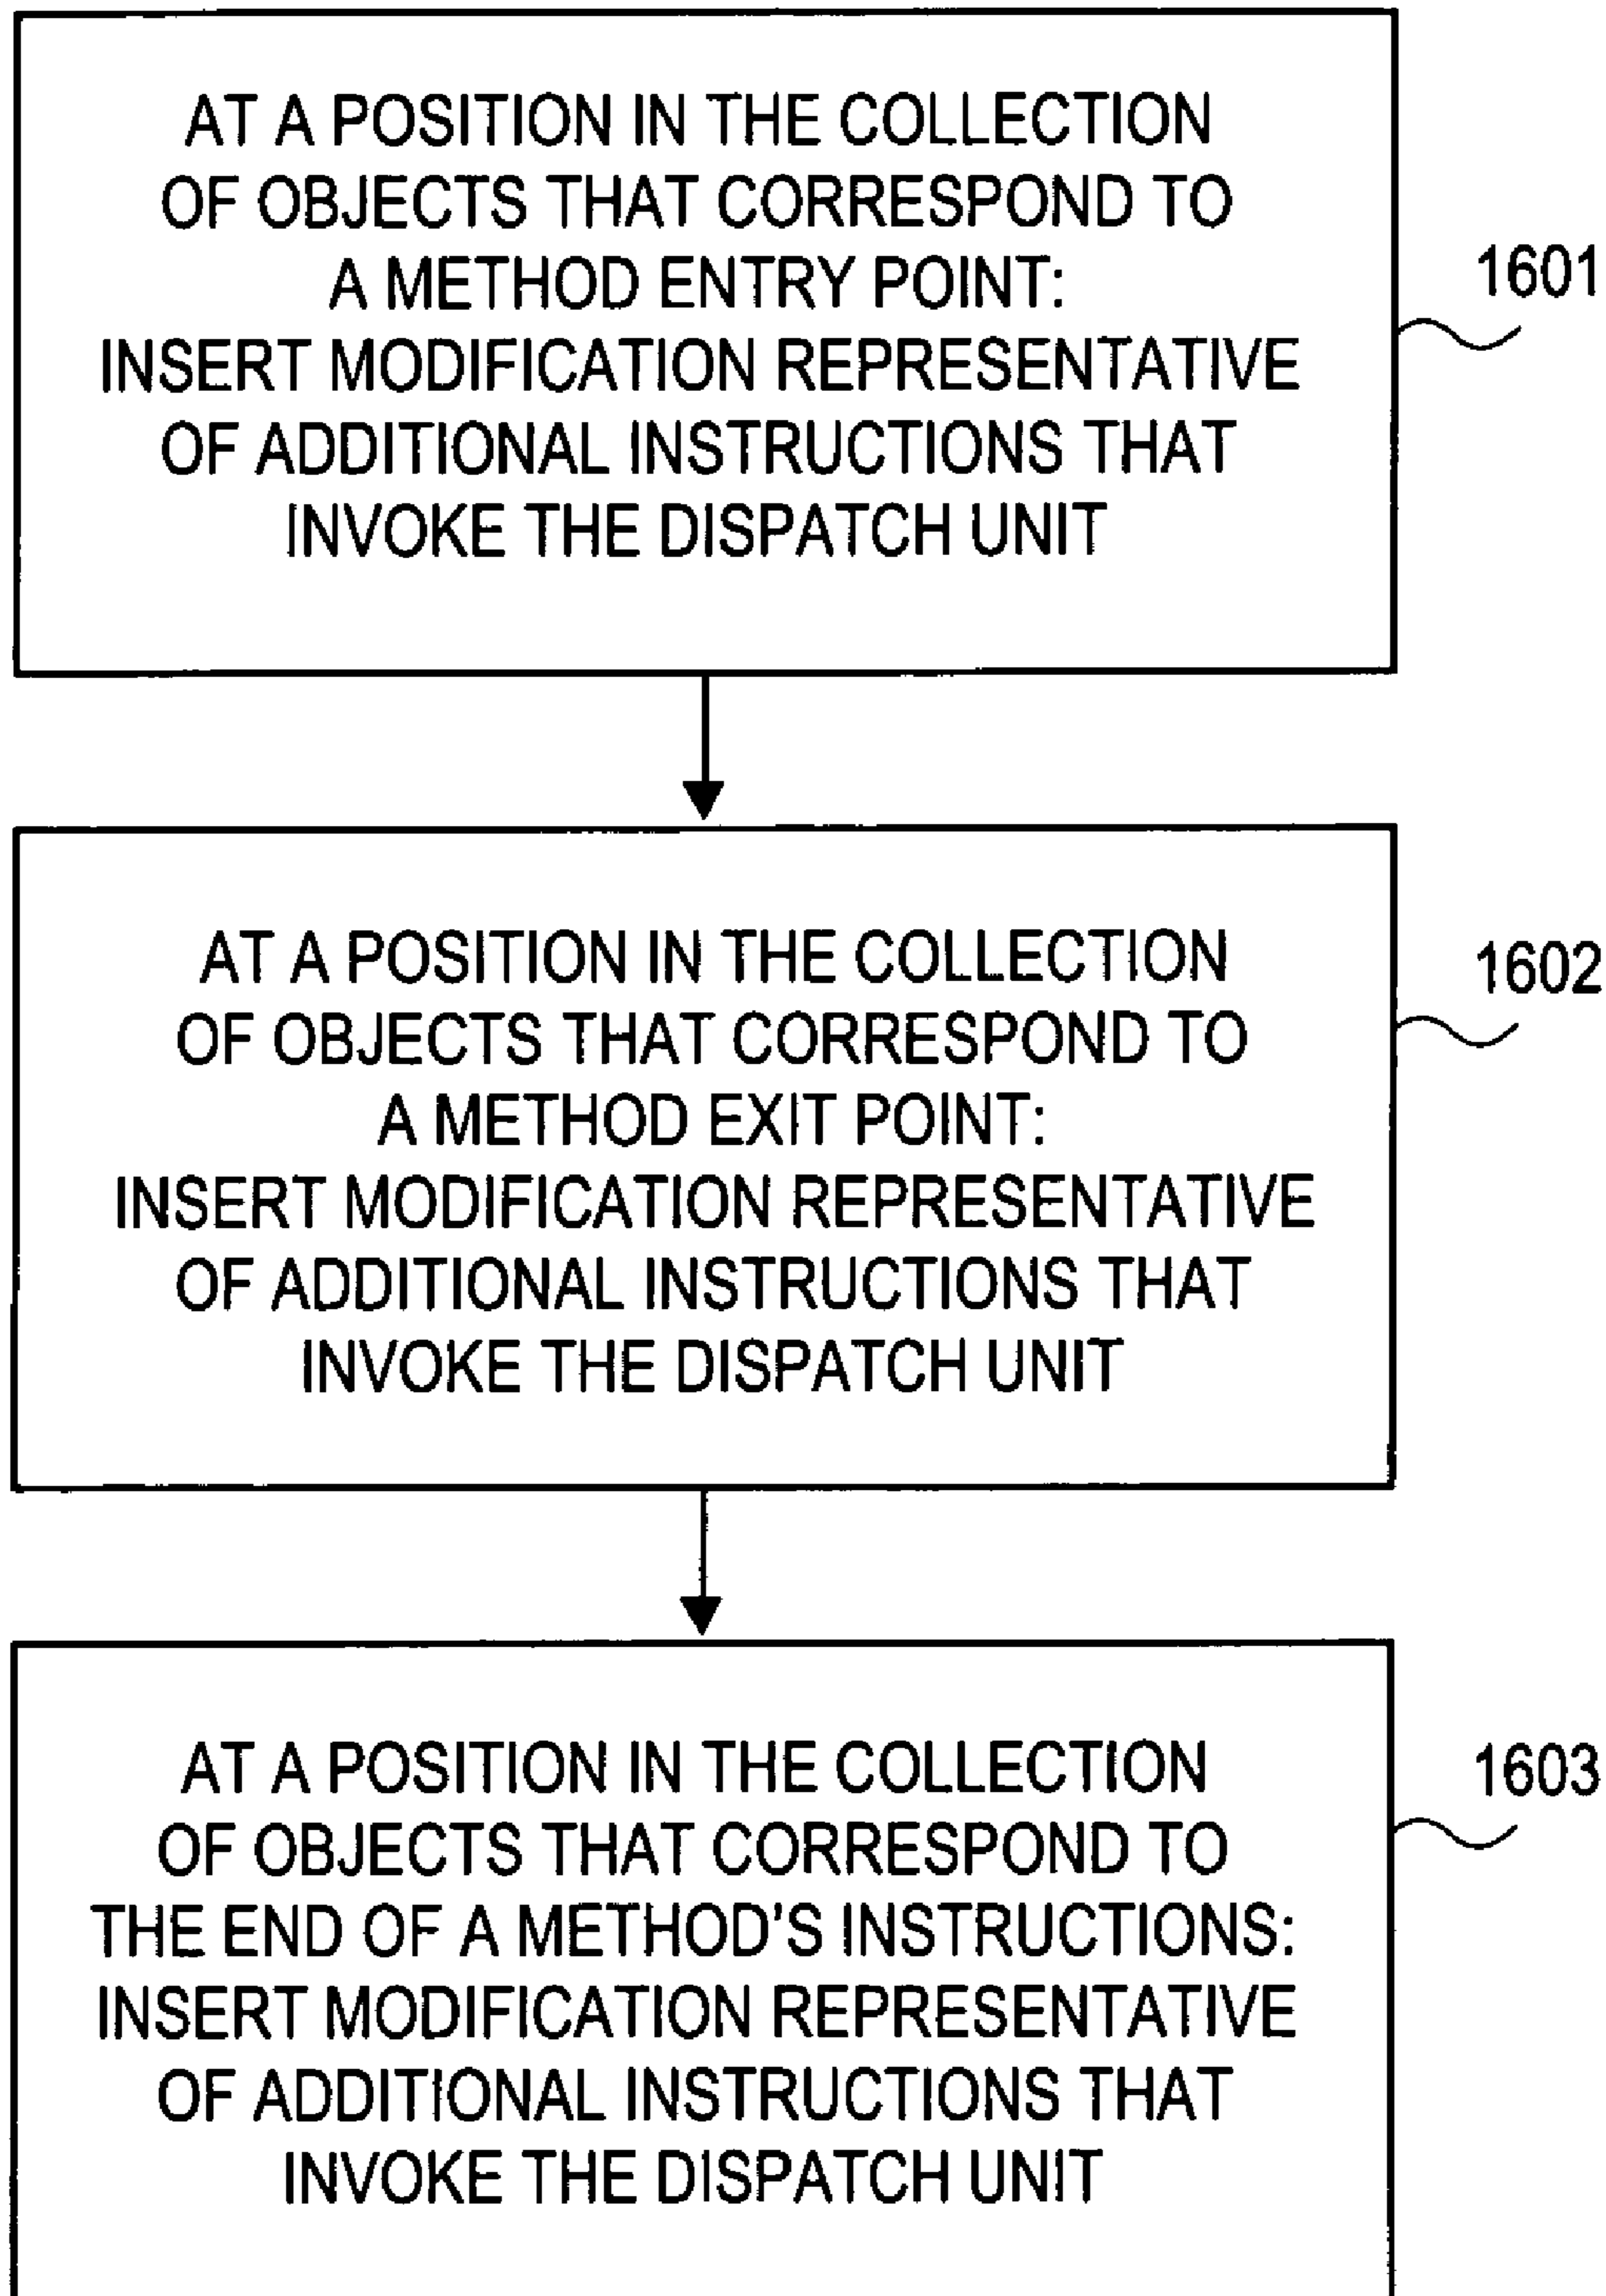 AT A POSITION IN THE COLLECTION
OF OBJECTS THAT CORRESPOND TO
A METHOD ENTRY POINT:
INSERT MODIFICATION REPRESENTATIVE
OF ADDITIONAL INSTRUCTIONS THAT
INVOKE THE DISPATCH UNIT
1601
AT A POSITION IN THE COLLECTION
OF OBJECTS THAT CORRESPOND TO
A METHOD EXIT POINT:
INSERT MODIFICATION REPRESENTATIVE
OF ADDITIONAL INSTRUCTIONS THAT
INVOKE THE DISPATCH UNIT
1602
AT A POSITION IN THE COLLECTION
OF OBJECTS THAT CORRESPOND TO
THE END OF A METHOD'S INSTRUCTIONS:
INSERT MODIFICATION REPRESENTATIVE
OF ADDITIONAL INSTRUCTIONS THAT
INVOKE THE DISPATCH UNIT
1603